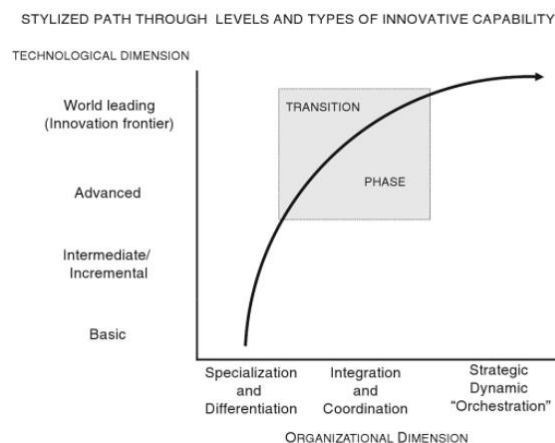 STYLIZED PATH THROUGH LEVELS AND TYPES OF INNOVATIVE CAPABILITY
TECHNOLOGICAL DIMENSION
World leading
(Innovation frontier)
TRANSITION
PHASE
Advanced
Intermediate/
Incremental
Basic
Specialization
and
Differentiation
Integration
and
Coordination
Strategic
Dynamic
“Orchestration”
ORGANIZATIONAL DIMENSION